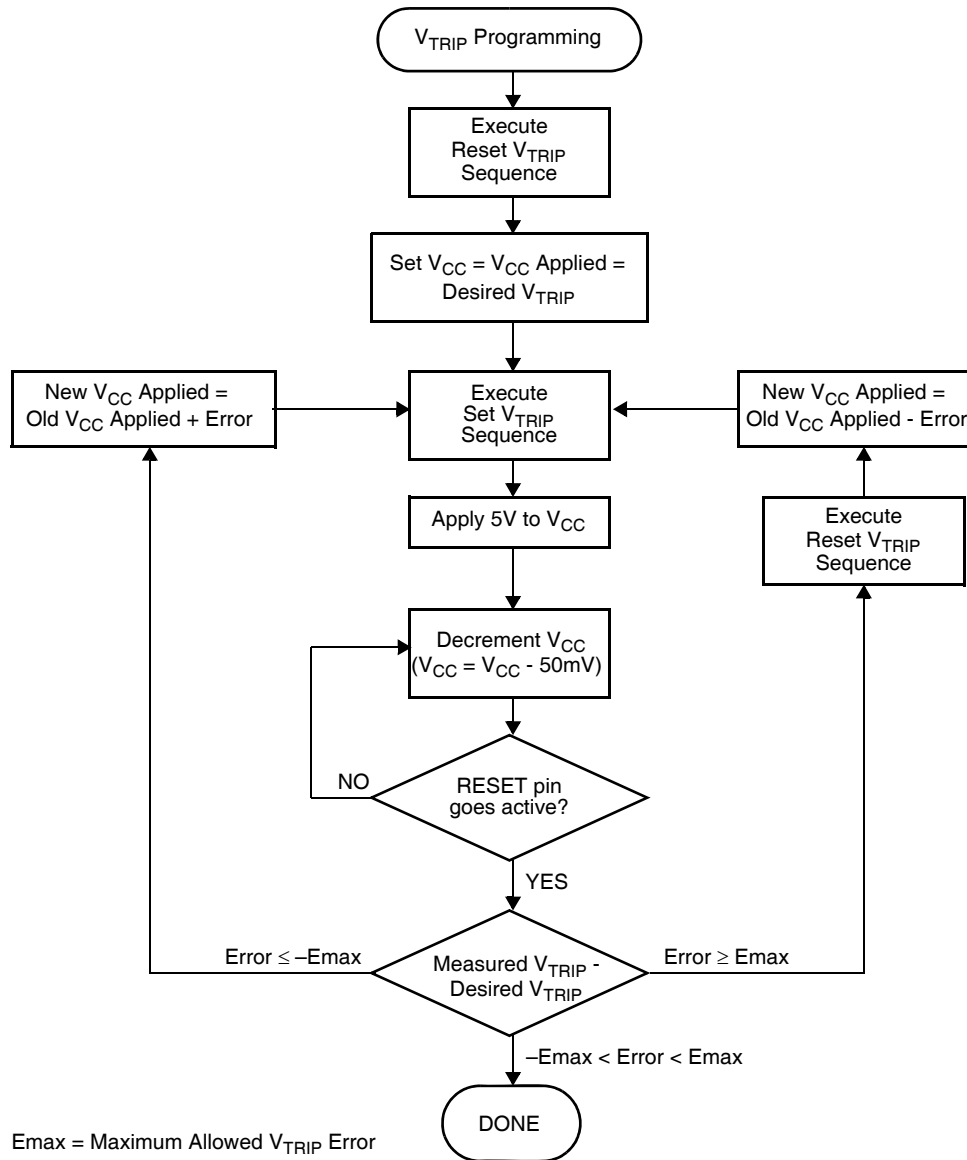 V_TRIP Programming
Execute
Reset V_TRIP
Sequence
Set V_CC = V_CC Applied =
Desired V_TRIP
New V_CC Applied =
Old V_CC Applied + Error
Execute
Set V_TRIP
Sequence
New V_CC Applied =
Old V_CC Applied - Error
Apply 5V to V_CC
Execute
Reset V_TRIP
Sequence
Decrement V_CC
(V_CC = V_CC - 50mV)
NO
RESET pin
goes active?
YES
Error ≤ –Emax
Measured V_TRIP -
Desired V_TRIP
Error ≥ Emax
–Emax < Error < Emax
DONE
Emax = Maximum Allowed V_TRIP Error